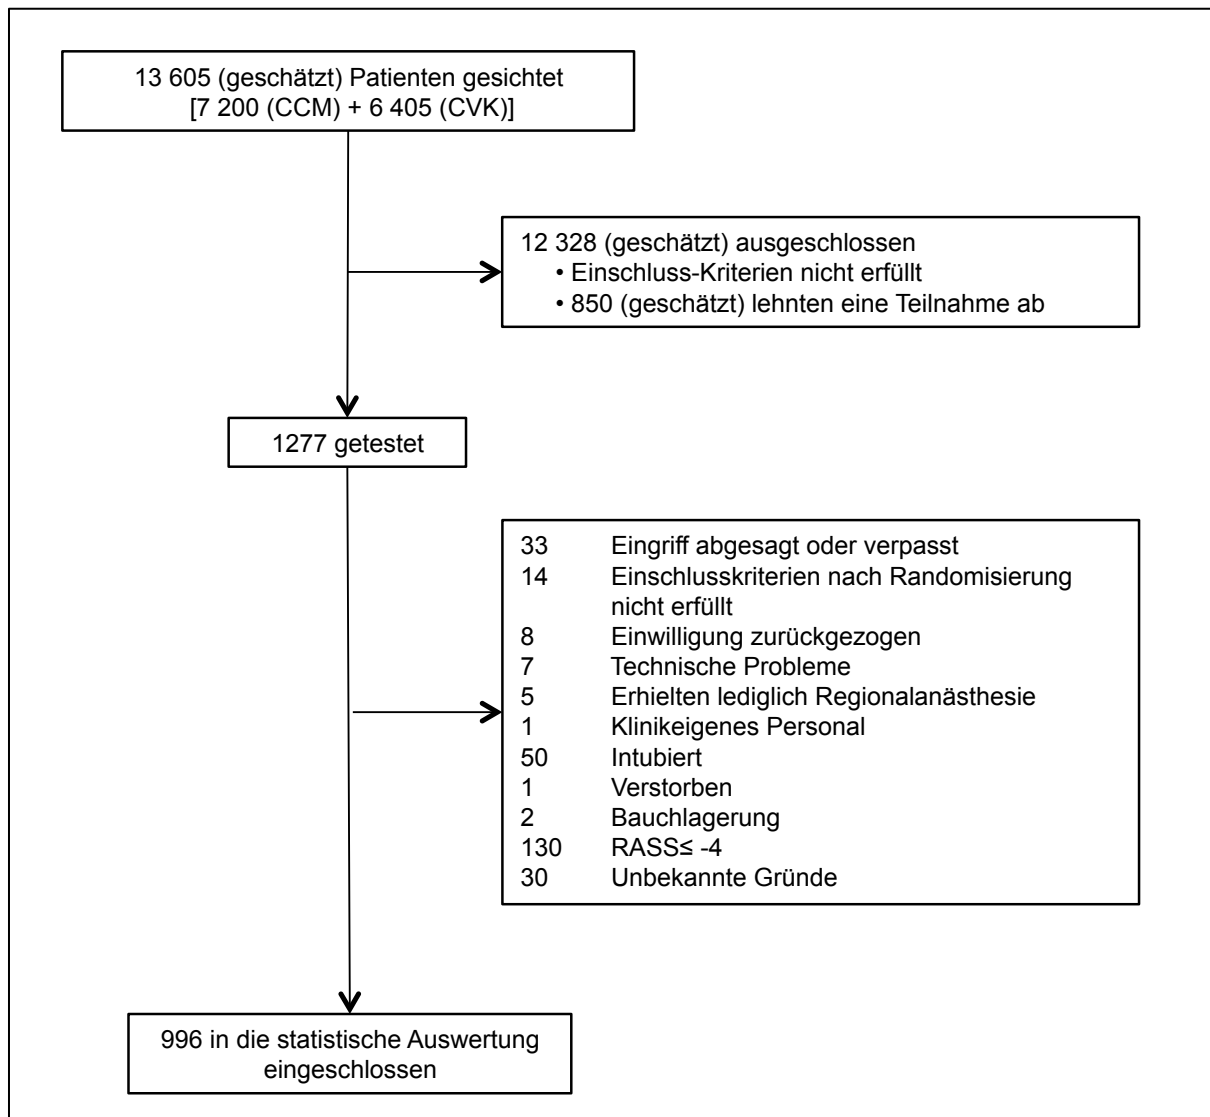 13 605 (geschätzt) Patienten gesichtet
[7 200 (CCM) + 6 405 (CVK)]
12 328 (geschätzt) ausgeschlossen
• Einschluss-Kriterien nicht erfüllt
• 850 (geschätzt) lehnten eine Teilnahme ab
1277 getestet
33 Eingriff abgesagt oder verpasst
14 Einschlusskriterien nach Randomisierung
nicht erfüllt
8 Einwilligung zurückgezogen
7 Technische Probleme
5 Erhielten lediglich Regionalanästhesie
1 Klinikeigenes Personal
50 Intubiert
1 Verstorben
2 Bauchlagerung
130 RASS≤ -4
30 Unbekannte Gründe
996 in die statistische Auswertung
eingeschlossen